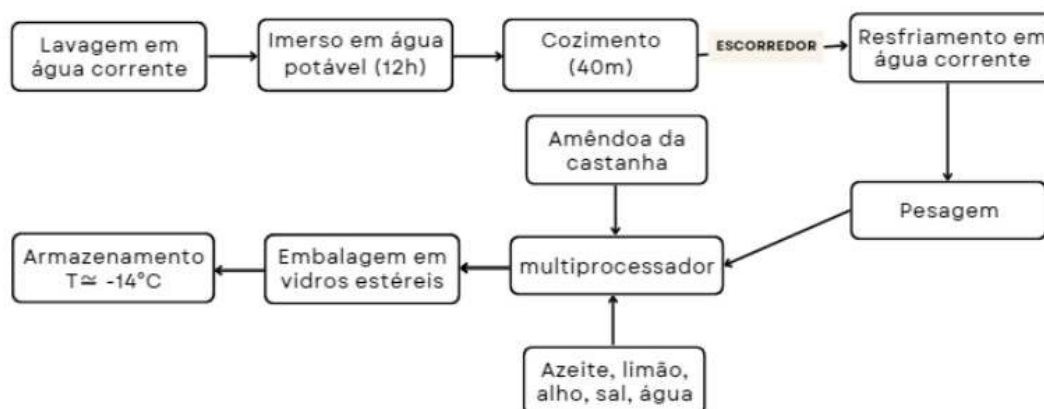 Lavagem em
água corrente
Imerso em água
potável (12h)
Cozimento
(40m)
ESCORREDOR
Resfriamento em
água corrente
Amêndoa da
castanha
Pesagem
Armazenamento
T≃ -14°C
Embalagem em
vidros estéreis
multiprocessador
Azeite, limão,
alho, sal, água